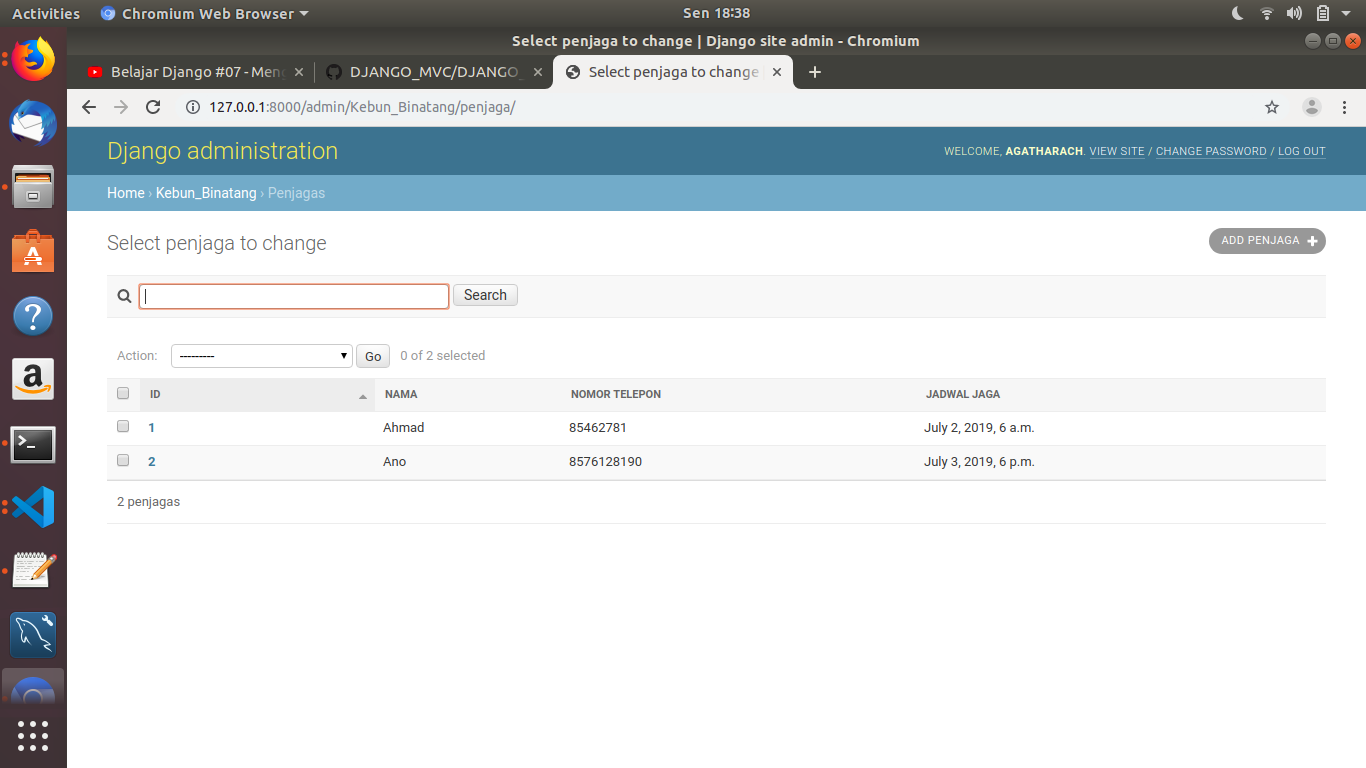 Activities Chromium Web Browser Sen 18:38
Select penjaga to change | Django site admin - Chromium
Belajar Django #07 - Meng DJANGO_MVC/DJANGO_ Select penjaga to change
127.0.0.1:8000/admin/Kebun_Binatang/penjaga/
Django administration WELCOME, AGATHARACH. VIEW SITE / CHANGE PASSWORD / LOG OUT
Home › Kebun_Binatang › Penjagas
Select penjaga to change ADD PENJAGA +
Search
Action: --------- Go 0 of 2 selected
ID NAMA NOMOR TELEPON JADWAL JAGA
1 Ahmad 85462781 July 2, 2019, 6 a.m.
2 Ano 8576128190 July 3, 2019, 6 p.m.
2 penjagas